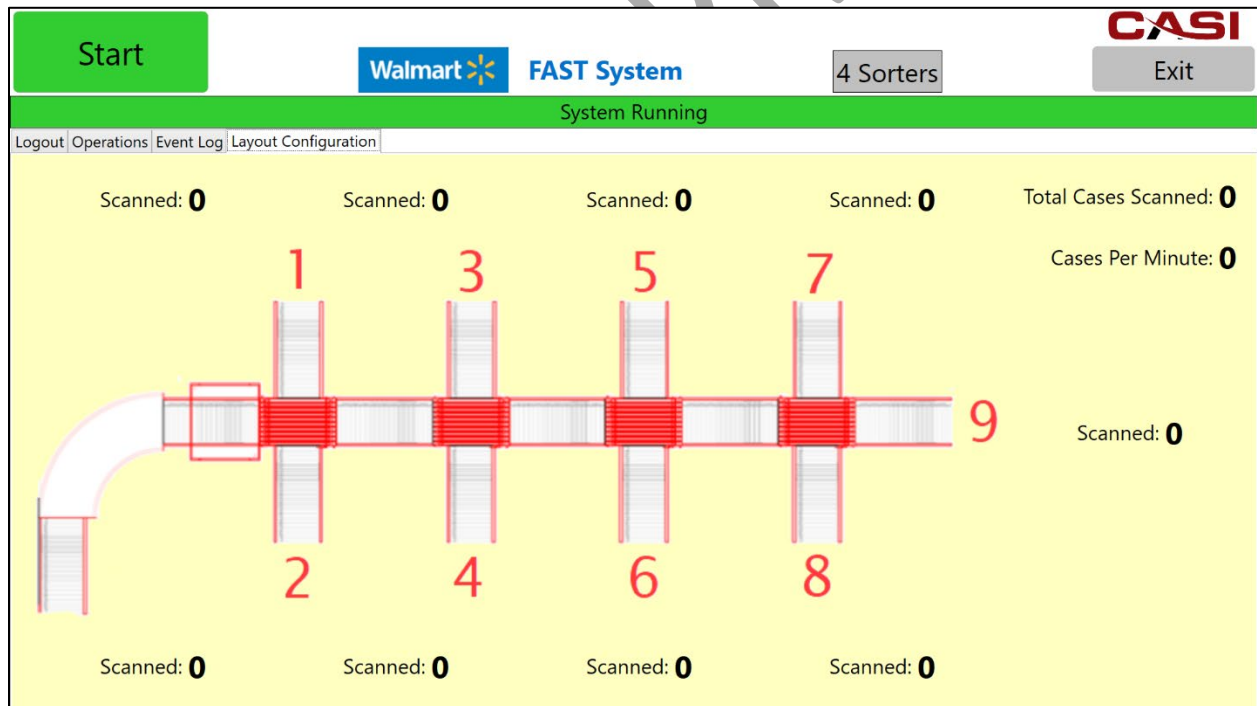 CASI
Start
Walmart
FAST System
4 Sorters
Exit
System Running
Logout
Operations
Event Log
Layout Configuration
Scanned: 0
Scanned: 0
Scanned: 0
Scanned: 0
Total Cases Scanned: 0
Cases Per Minute: 0
1
3
5
7
9
Scanned: 0
2
4
6
8
Scanned: 0
Scanned: 0
Scanned: 0
Scanned: 0